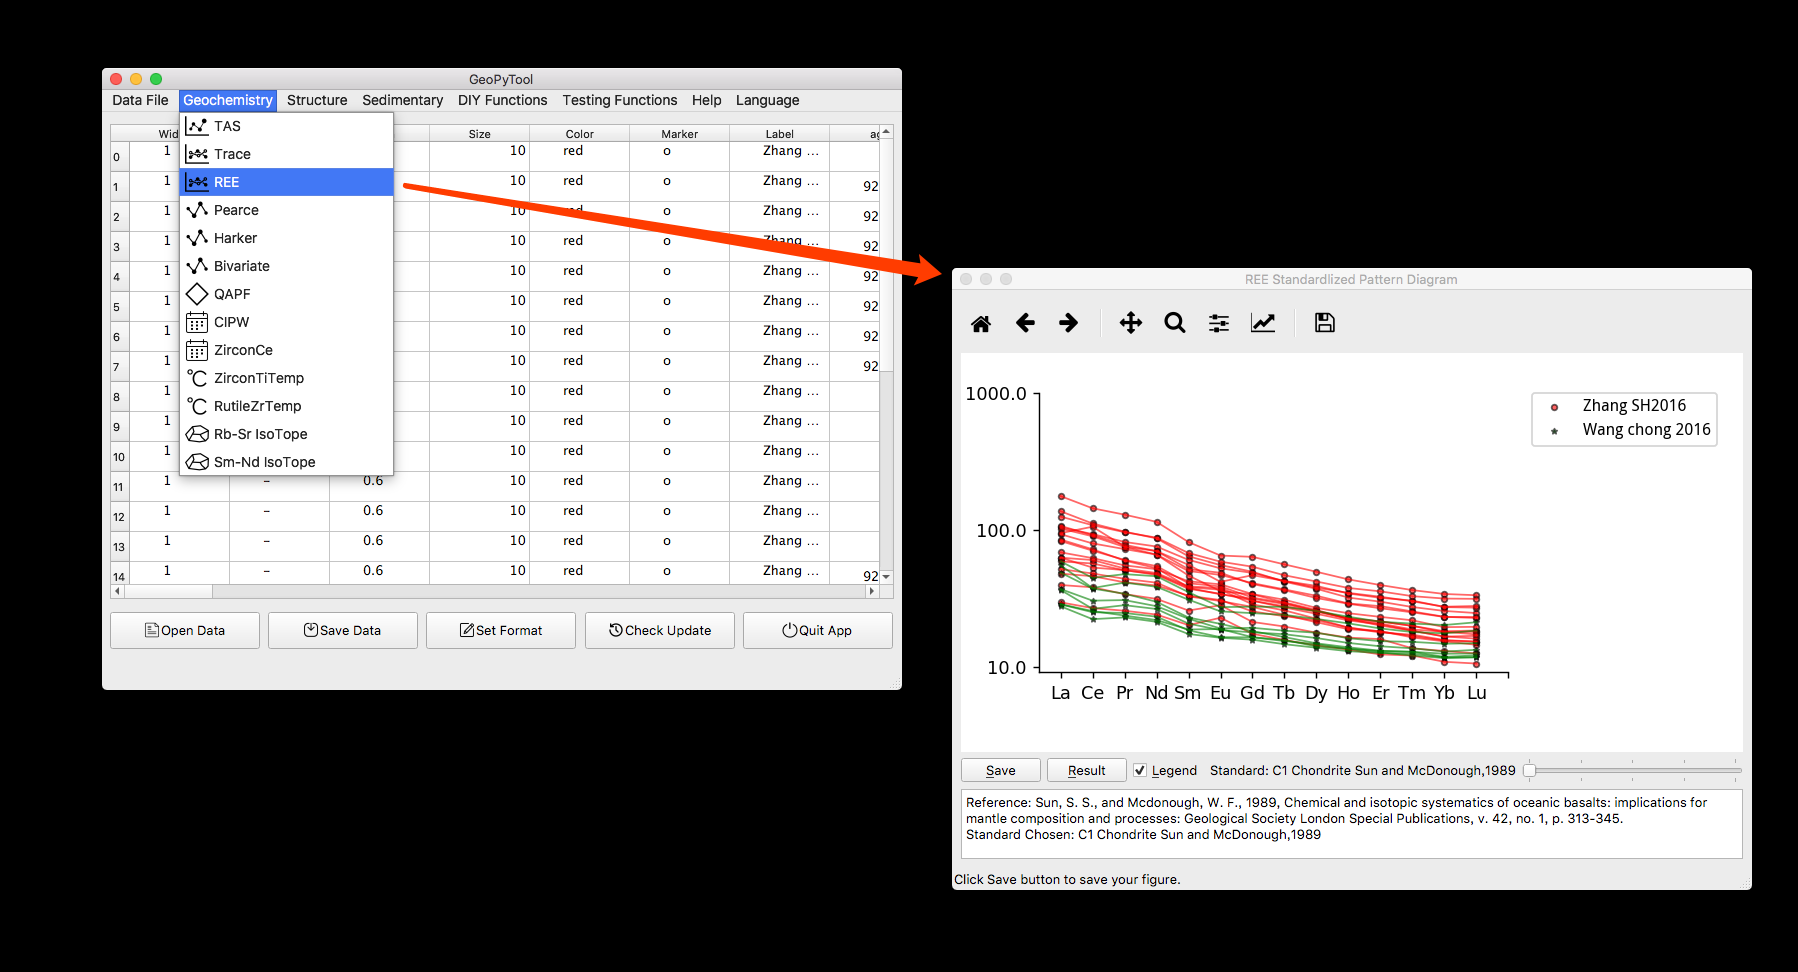 GeoPyTool
Data File Geochemistry Structure Sedimentary DIY Functions Testing Functions Help Language
TAS
Trace
REE
Pearce
Harker
Bivariate
QAPF
CIPW
ZirconCe
ZirconTiTemp
RutileZrTemp
Rb-Sr IsoTope
Sm-Nd IsoTope
Size Color Marker Label
0 1 10 red o Zhang ...
1 1 10 red o Zhang ... 92
2 1 10 red o Zhang ... 92
3 1 10 red o Zhang ... 92
4 1 10 red o Zhang ... 92
5 1 10 red o Zhang ... 92
6 1 10 red o Zhang ... 92
7 1 10 red o Zhang ... 92
8 1 10 red o Zhang ...
9 1 10 red o Zhang ...
10 1 10 red o Zhang ...
11 1 – 0.6 10 red o Zhang ...
12 1 – 0.6 10 red o Zhang ...
13 1 – 0.6 10 red o Zhang ...
14 1 – 0.6 10 red o Zhang ... 92
Open Data Save Data Set Format Check Update Quit App
REE Standardlized Pattern Diagram
1000.0
100.0
10.0
La Ce Pr Nd Sm Eu Gd Tb Dy Ho Er Tm Yb Lu
Zhang SH2016
Wang chong 2016
Save Result Legend Standard: C1 Chondrite Sun and McDonough,1989
Reference: Sun, S. S., and Mcdonough, W. F., 1989, Chemical and isotopic systematics of oceanic basalts: implications for
mantle composition and processes: Geological Society London Special Publications, v. 42, no. 1, p. 313-345.
Standard Chosen: C1 Chondrite Sun and McDonough,1989
Click Save button to save your figure.